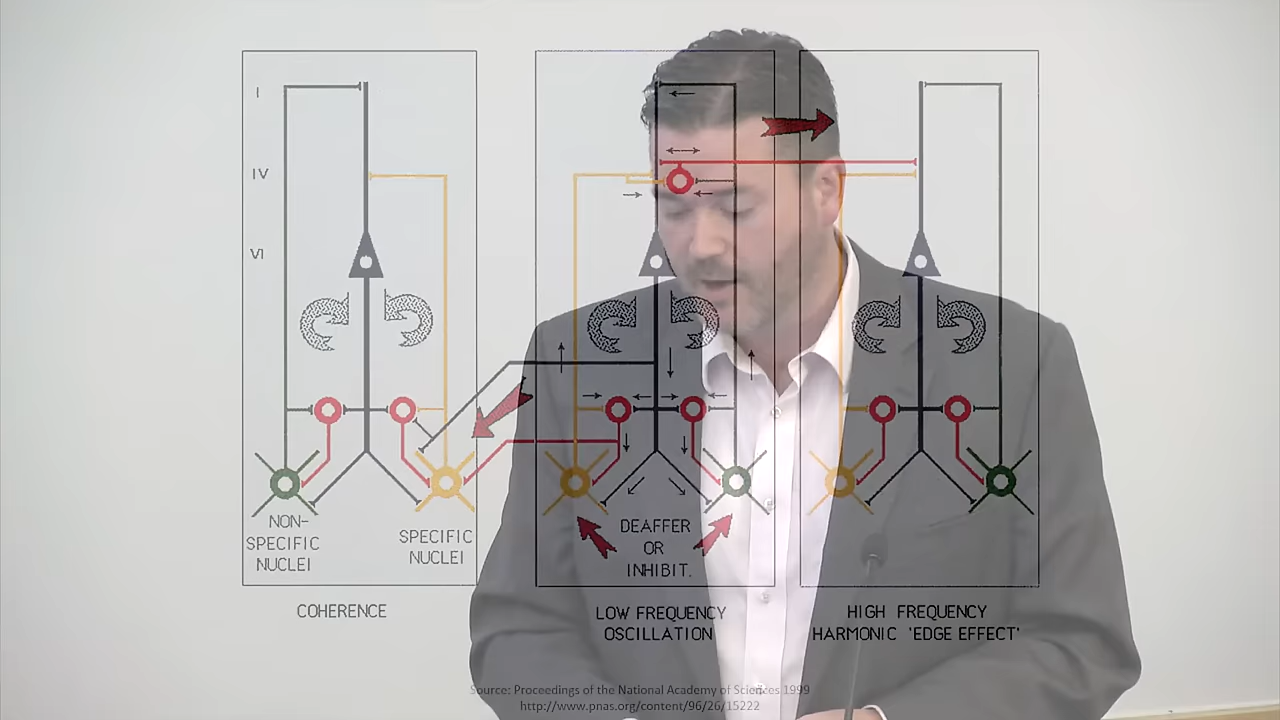 I
IV
VI
NON-
SPECIFIC
NUCLEI
SPECIFIC
NUCLEI
DEAFFER
OR
INHIBIT.
COHERENCE
LOW FREQUENCY
OSCILLATION
HIGH FREQUENCY
HARMONIC 'EDGE EFFECT'
Source: Proceedings of the National Academy of Sciences 1999
http://www.pnas.org/content/96/26/15222